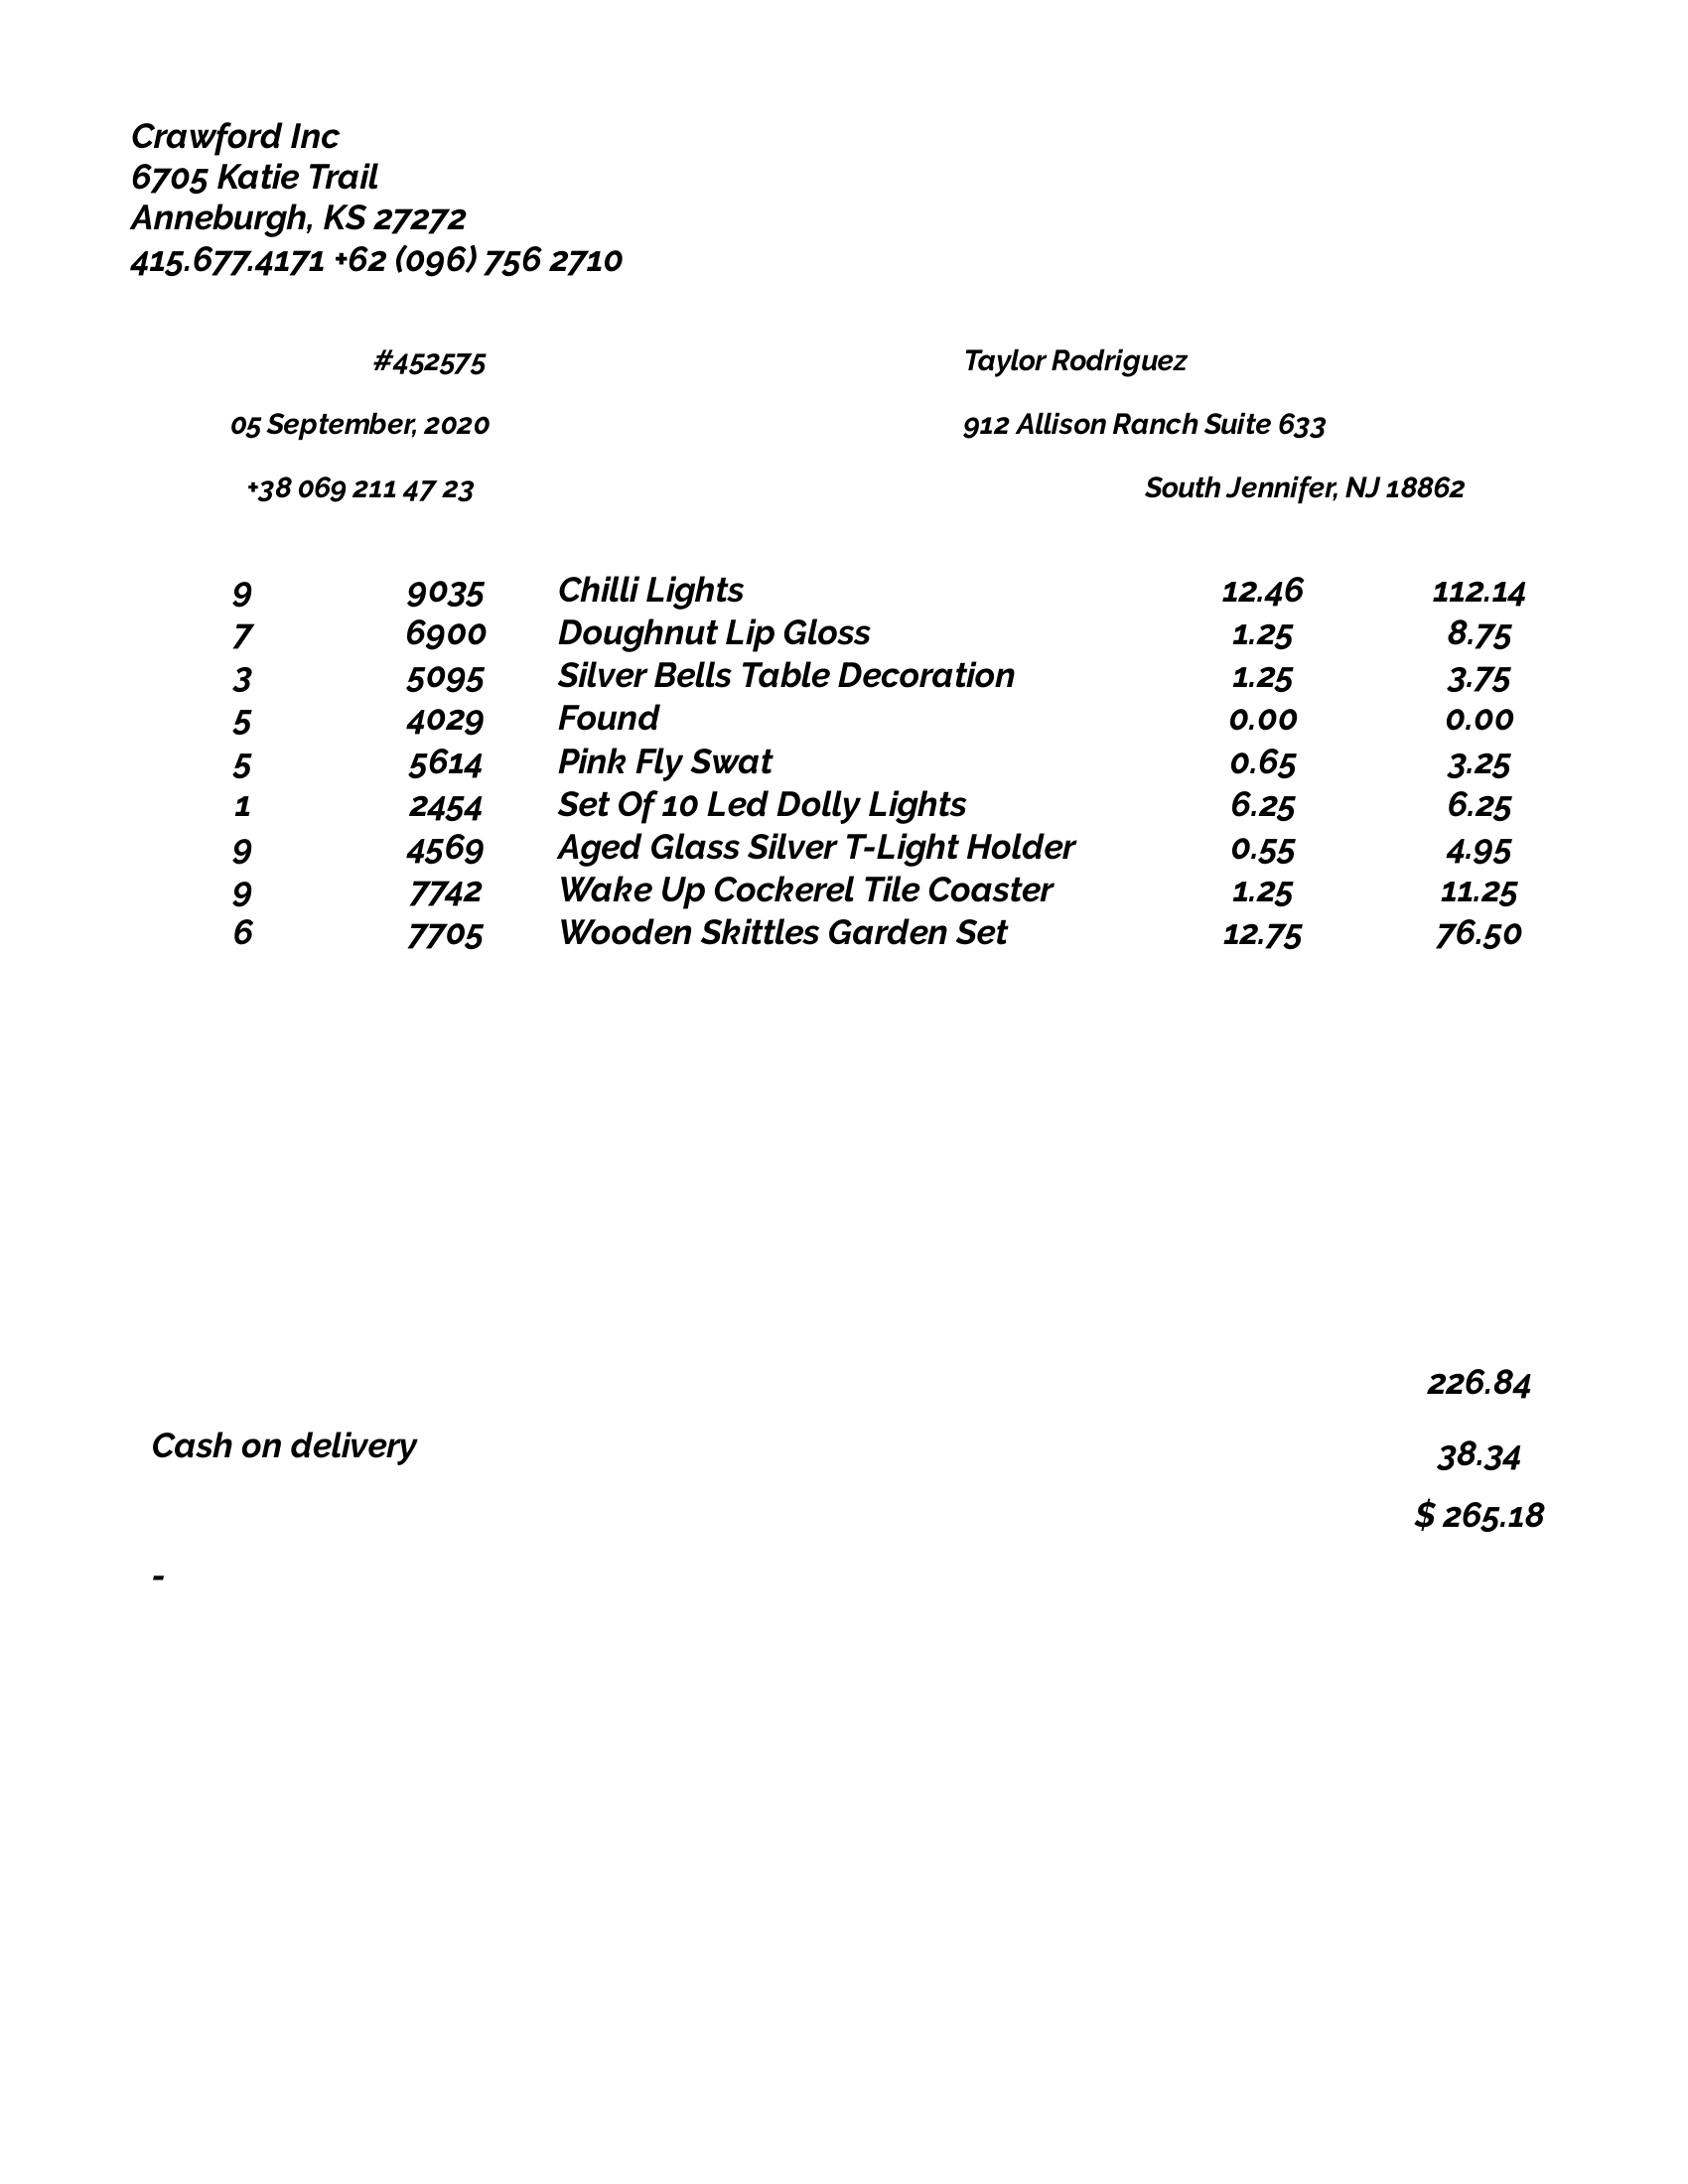 Crawford Inc
6705 Katie Trail
Anneburgh, KS 27272
415.677.4171 +62 (096) 756 2710
#452575 Taylor Rodriguez
05 September, 2020 912 Allison Ranch Suite 633
+38 069 211 47 23 South Jennifer, NJ 18862
9 9035 Chilli Lights 12.46 112.14
7 6900 Doughnut Lip Gloss 1.25 8.75
3 5095 Silver Bells Table Decoration 1.25 3.75
5 4029 Found 0.00 0.00
5 5614 Pink Fly Swat 0.65 3.25
1 2454 Set Of 10 Led Dolly Lights 6.25 6.25
9 4569 Aged Glass Silver T-Light Holder 0.55 4.95
9 7742 Wake Up Cockerel Tile Coaster 1.25 11.25
6 7705 Wooden Skittles Garden Set 12.75 76.50
226.84
Cash on delivery 38.34
$ 265.18
-